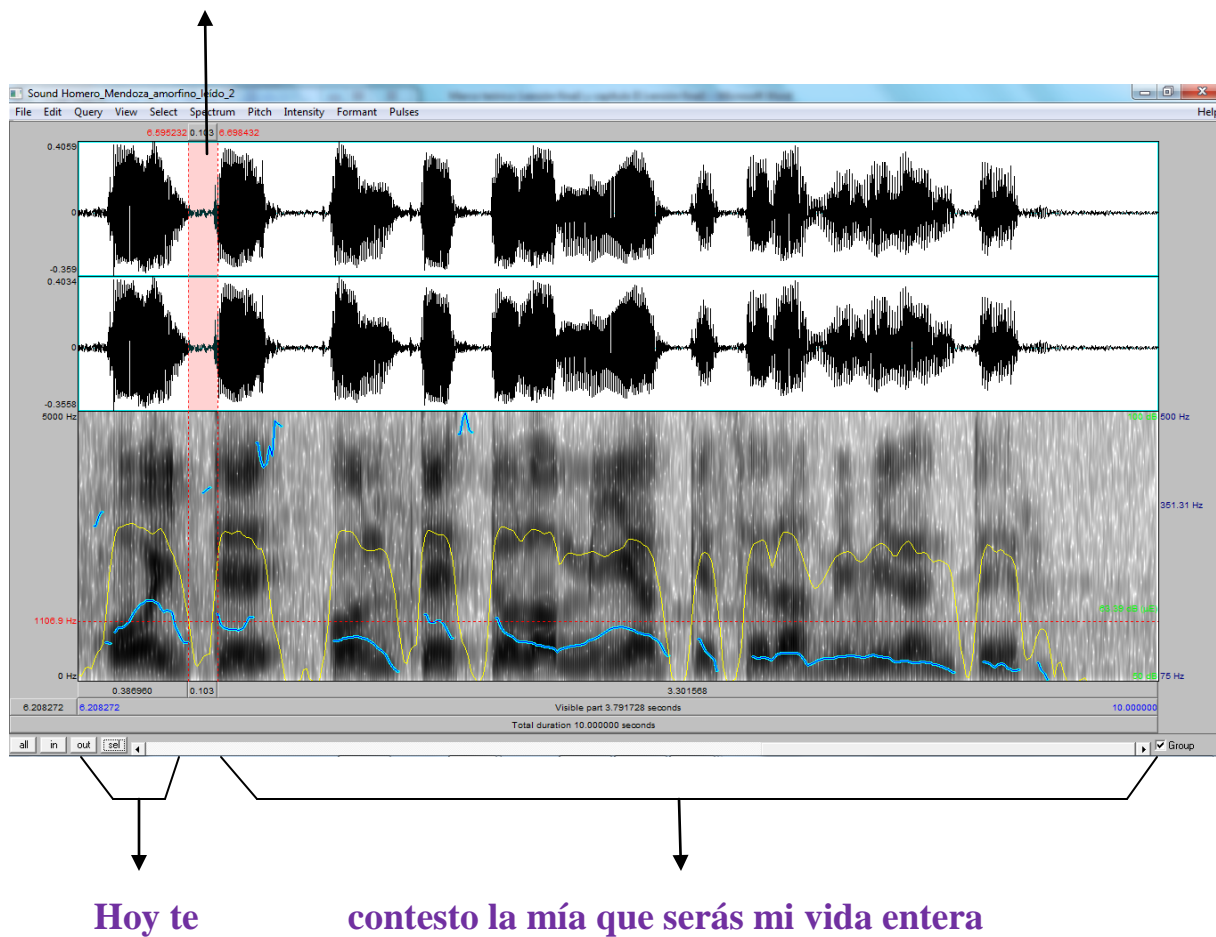 Sound Homero_Mendoza_amorfino_leído_2
File Edit Query View Select Spectrum Pitch Intensity Formant Pulses Help
6.595232 0.103 6.698432
0.4059
0
-0.359
0.4034
0
-0.3558
5000 Hz 500 Hz
351.31 Hz
1106.9 Hz
0 Hz 75 Hz
0.386960 0.103 3.301568
6.208272 6.208272 Visible part 3.791728 seconds 10.000000
Total duration 10.000000 seconds
all in out sel Group
Hoy te contesto la mía que serás mi vida entera